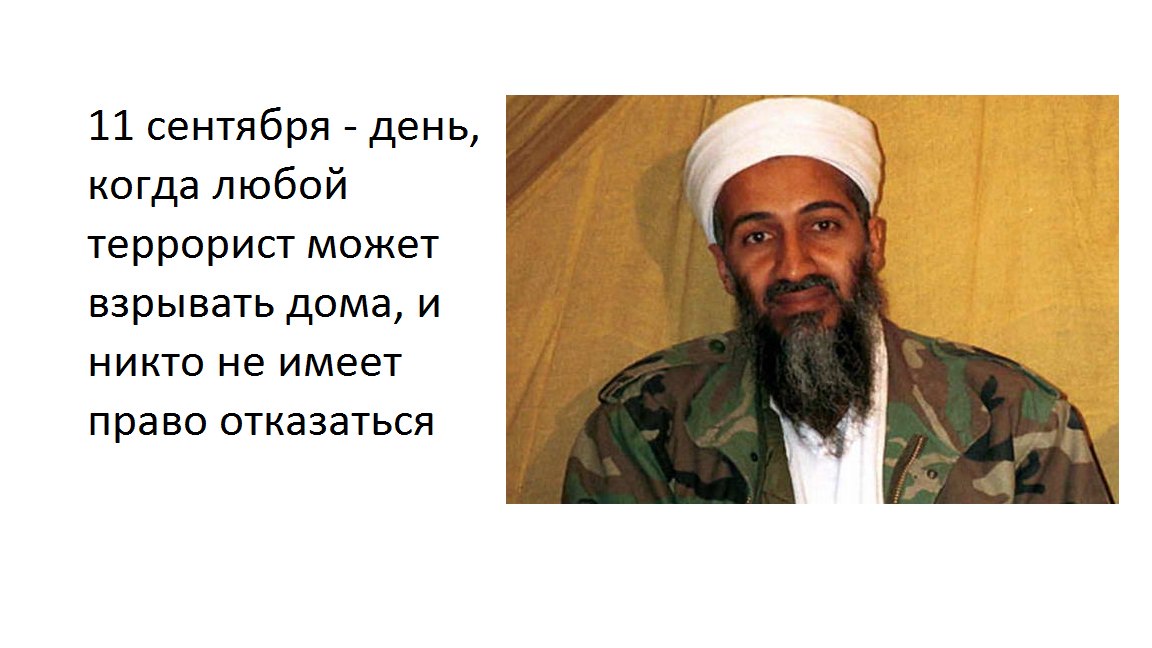 11 сентября - день,
когда любой
террорист может
взрывать дома, и
никто не имеет
право отказаться